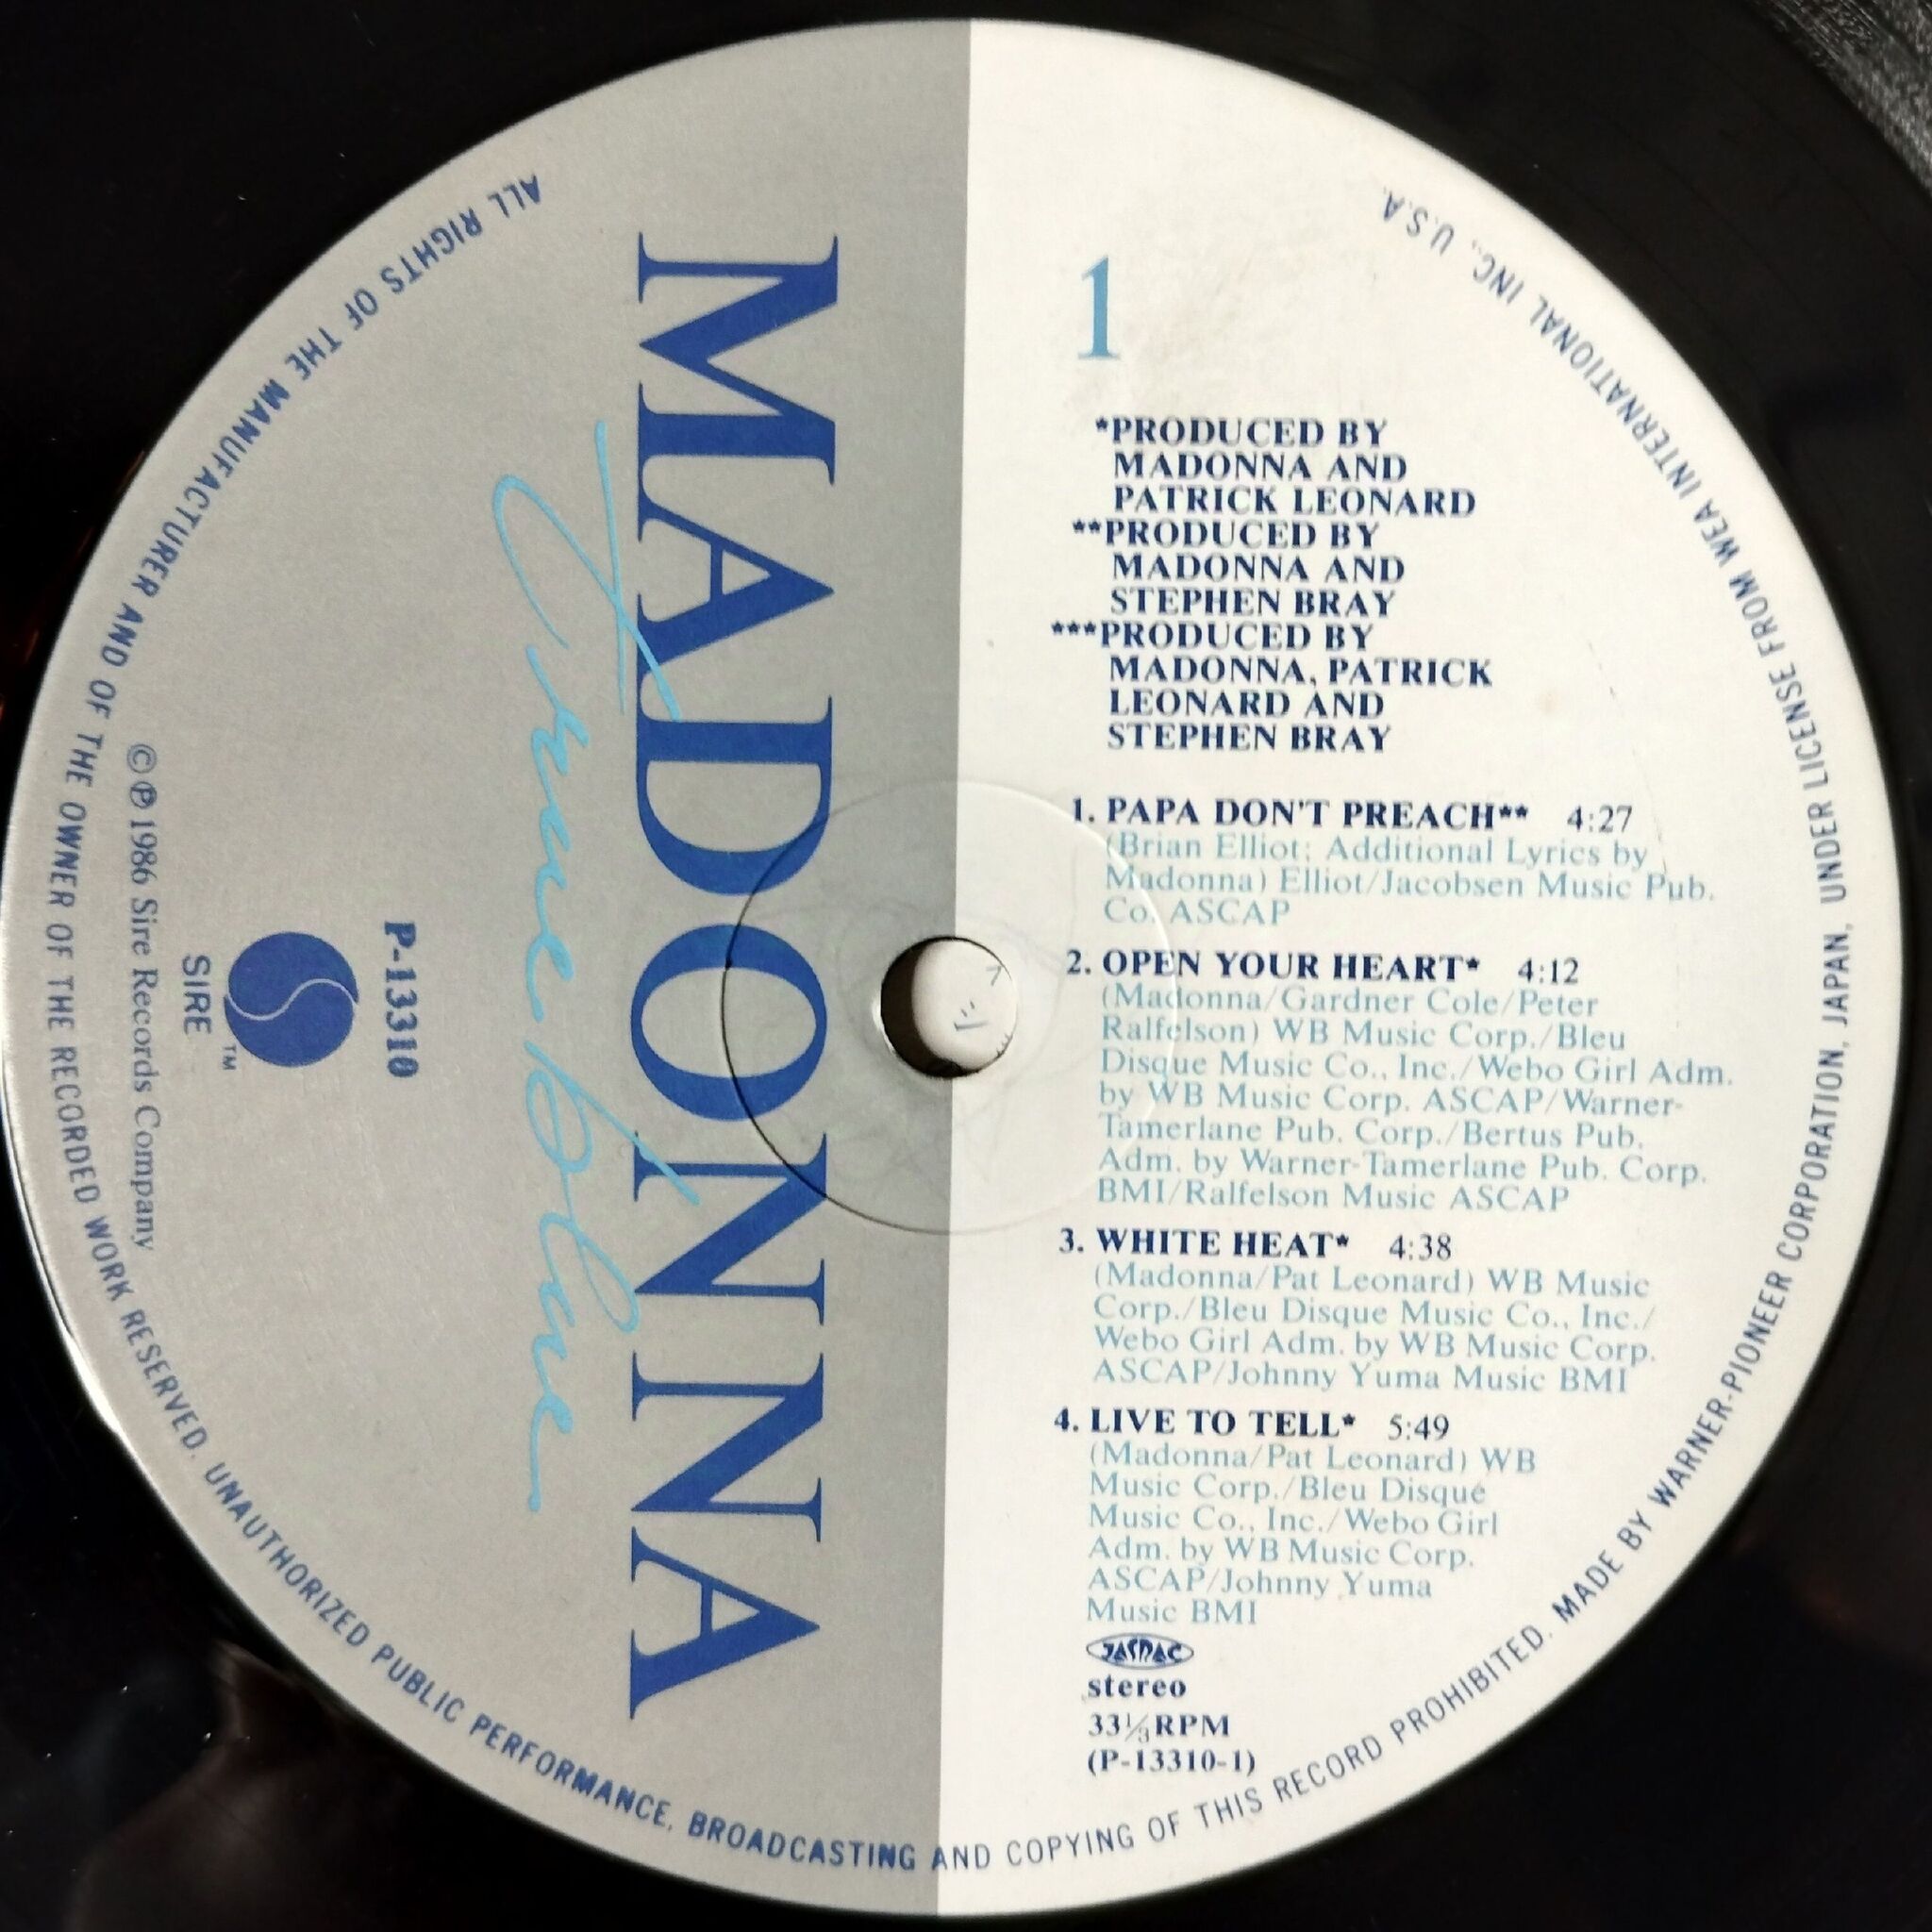 MADONNA
True blue
P-13310
TM
SIRE
©℗1986 Sire Records Company
1
*PRODUCED BY
MADONNA AND
PATRICK LEONARD
**PRODUCED BY
MADONNA AND
STEPHEN BRAY
***PRODUCED BY
MADONNA, PATRICK
LEONARD AND
STEPHEN BRAY
1. PAPA DON'T PREACH** 4:27
(Brian Elliot; Additional Lyrics by
Madonna) Elliot/Jacobsen Music Pub.
Co. ASCAP
2. OPEN YOUR HEART* 4:12
(Madonna/Gardner Cole/Peter
Ralfelson) WB Music Corp./Bleu
Disque Music Co., Inc./Webo Girl Adm.
by WB Music Corp. ASCAP/Warner-
Tamerlane Pub. Corp./Bertus Pub.
Adm. by Warner-Tamerlane Pub. Corp.
BMI/Ralfelson Music ASCAP
3. WHITE HEAT* 4:38
(Madonna/Pat Leonard) WB Music
Corp./Bleu Disque Music Co., Inc./
Webo Girl Adm. by WB Music Corp.
ASCAP/Johnny Yuma Music BMI
4. LIVE TO TELL* 5:49
(Madonna/Pat Leonard) WB
Music Corp./Bleu Disque
Music Co., Inc./Webo Girl
Adm. by WB Music Corp.
ASCAP/Johnny Yuma
Music BMI
JASRAC
stereo
33⅓RPM
(P-13310-1)
ALL RIGHTS OF THE MANUFACTURER AND OF THE OWNER OF THE RECORDED WORK RESERVED. UNAUTHORIZED PUBLIC PERFORMANCE, BROADCASTING AND COPYING OF THIS RECORD PROHIBITED. MADE BY WARNER-PIONEER CORPORATION, JAPAN, UNDER LICENSE FROM WEA INTERNATIONAL INC., U.S.A.